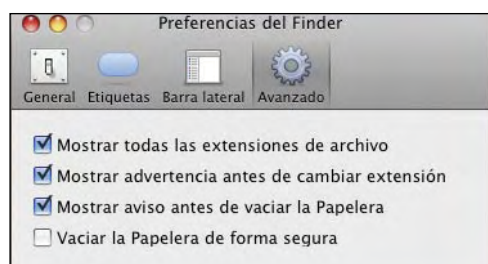 Preferencias del Finder
General Etiquetas Barra lateral Avanzado
Mostrar todas las extensiones de archivo
Mostrar advertencia antes de cambiar extensión
Mostrar aviso antes de vaciar la Papelera
Vaciar la Papelera de forma segura